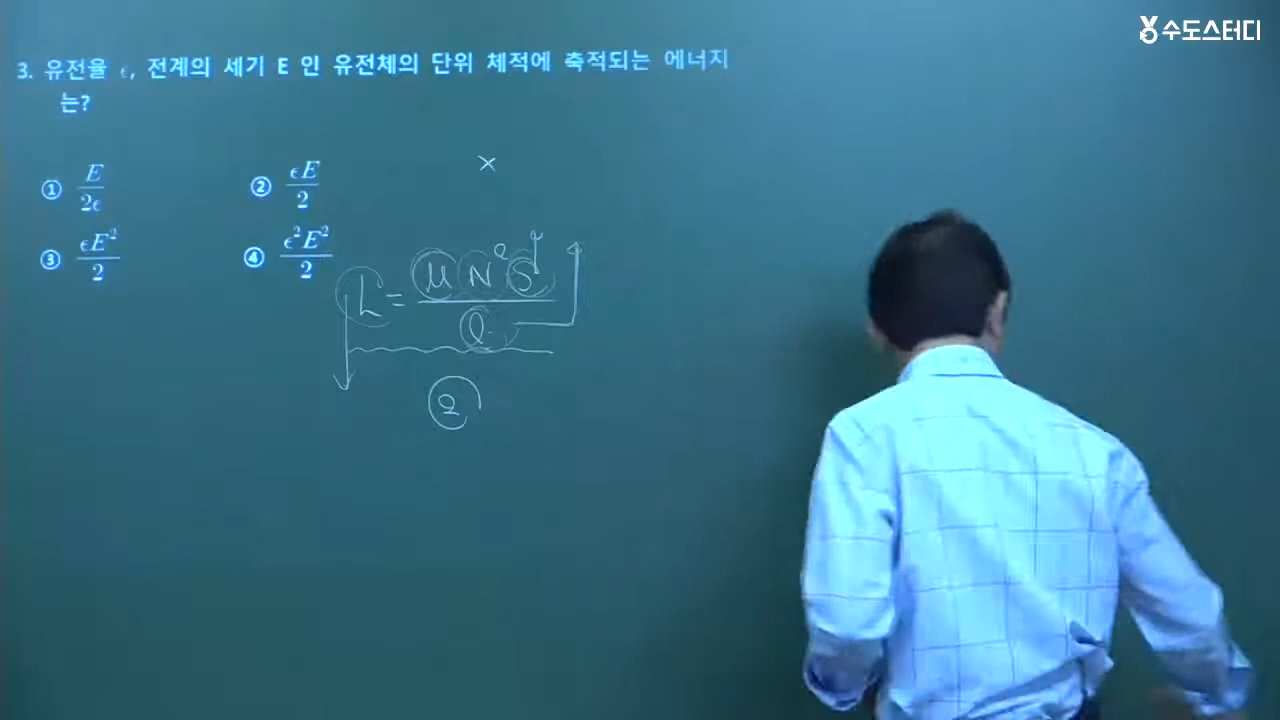 수도스터디
3. 유전율 ϵ, 전계의 세기 E 인 유전체의 단위 체적에 축적되는 에너지
는?
① E/2ϵ ② ϵE/2
③ ϵE²/2 ④ ϵ²E²/2
×
L = μN²S/l
②